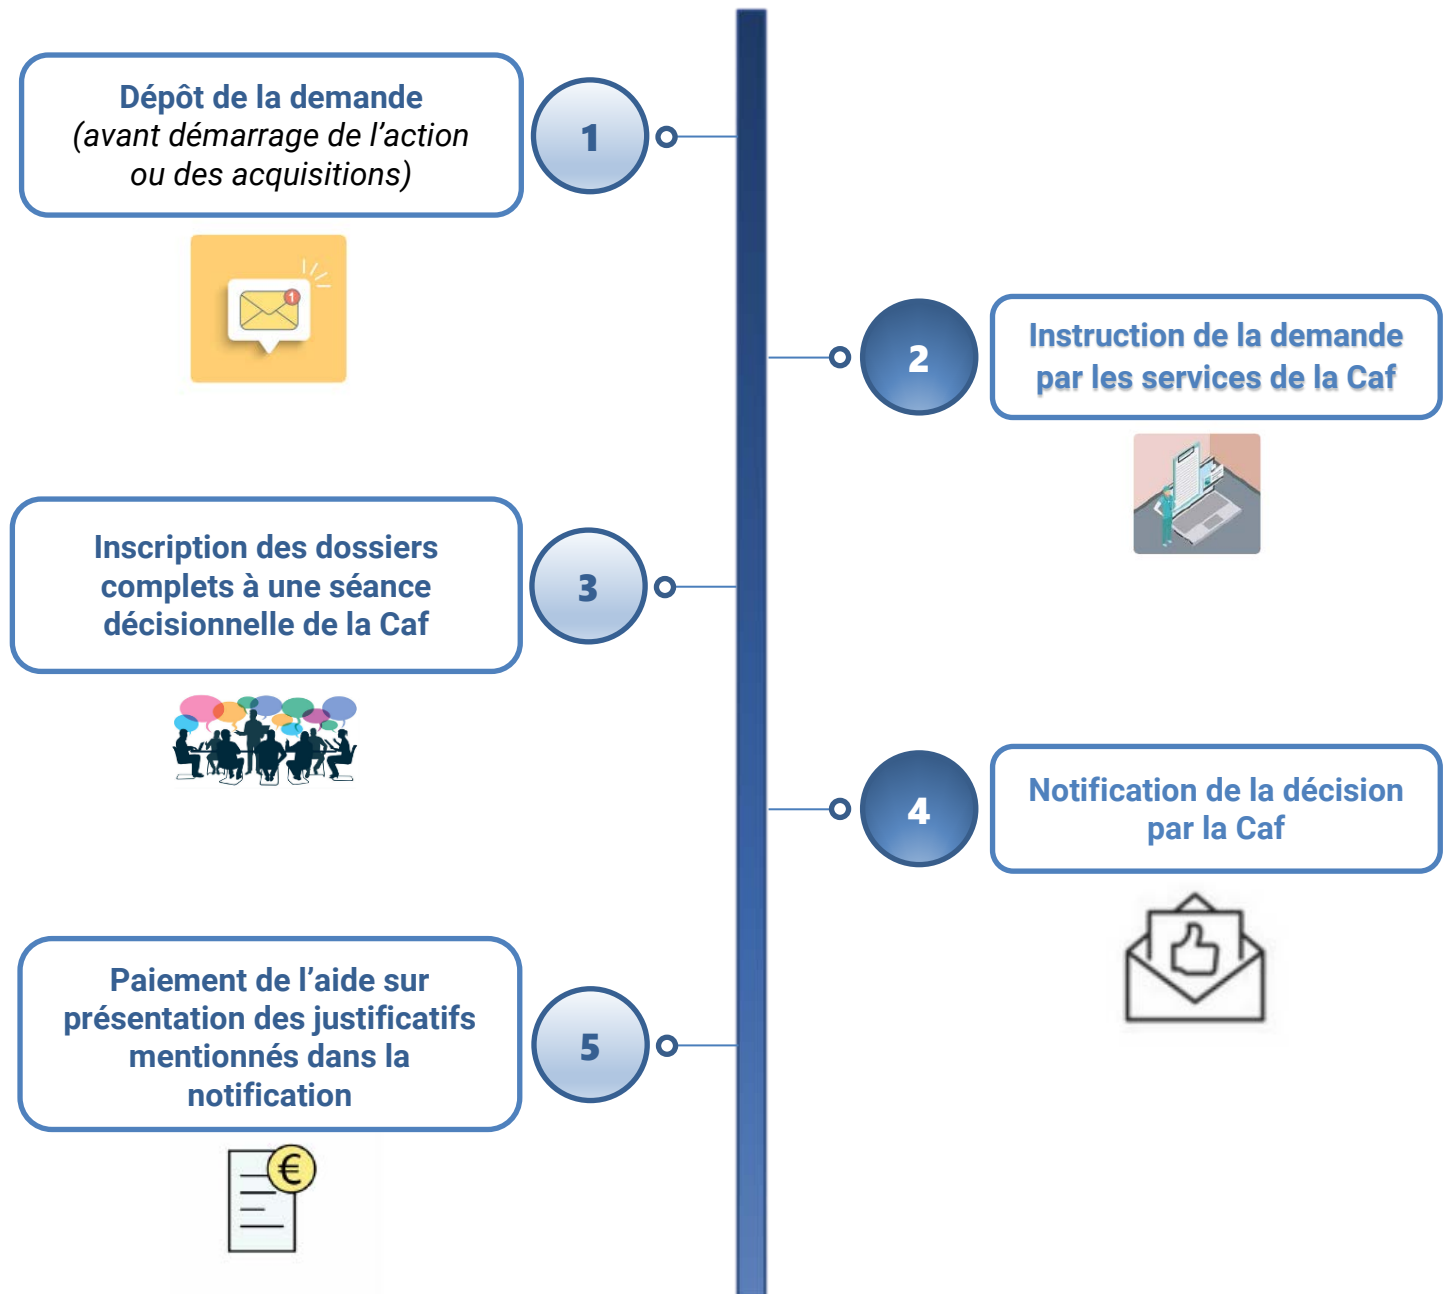 Dépôt de la demande
(avant démarrage de l’action
ou des acquisitions)
1
1
2
Instruction de la demande
par les services de la Caf
Inscription des dossiers
complets à une séance
décisionnelle de la Caf
3
4
Notification de la décision
par la Caf
Paiement de l’aide sur
présentation des justificatifs
mentionnés dans la
notification
5
€